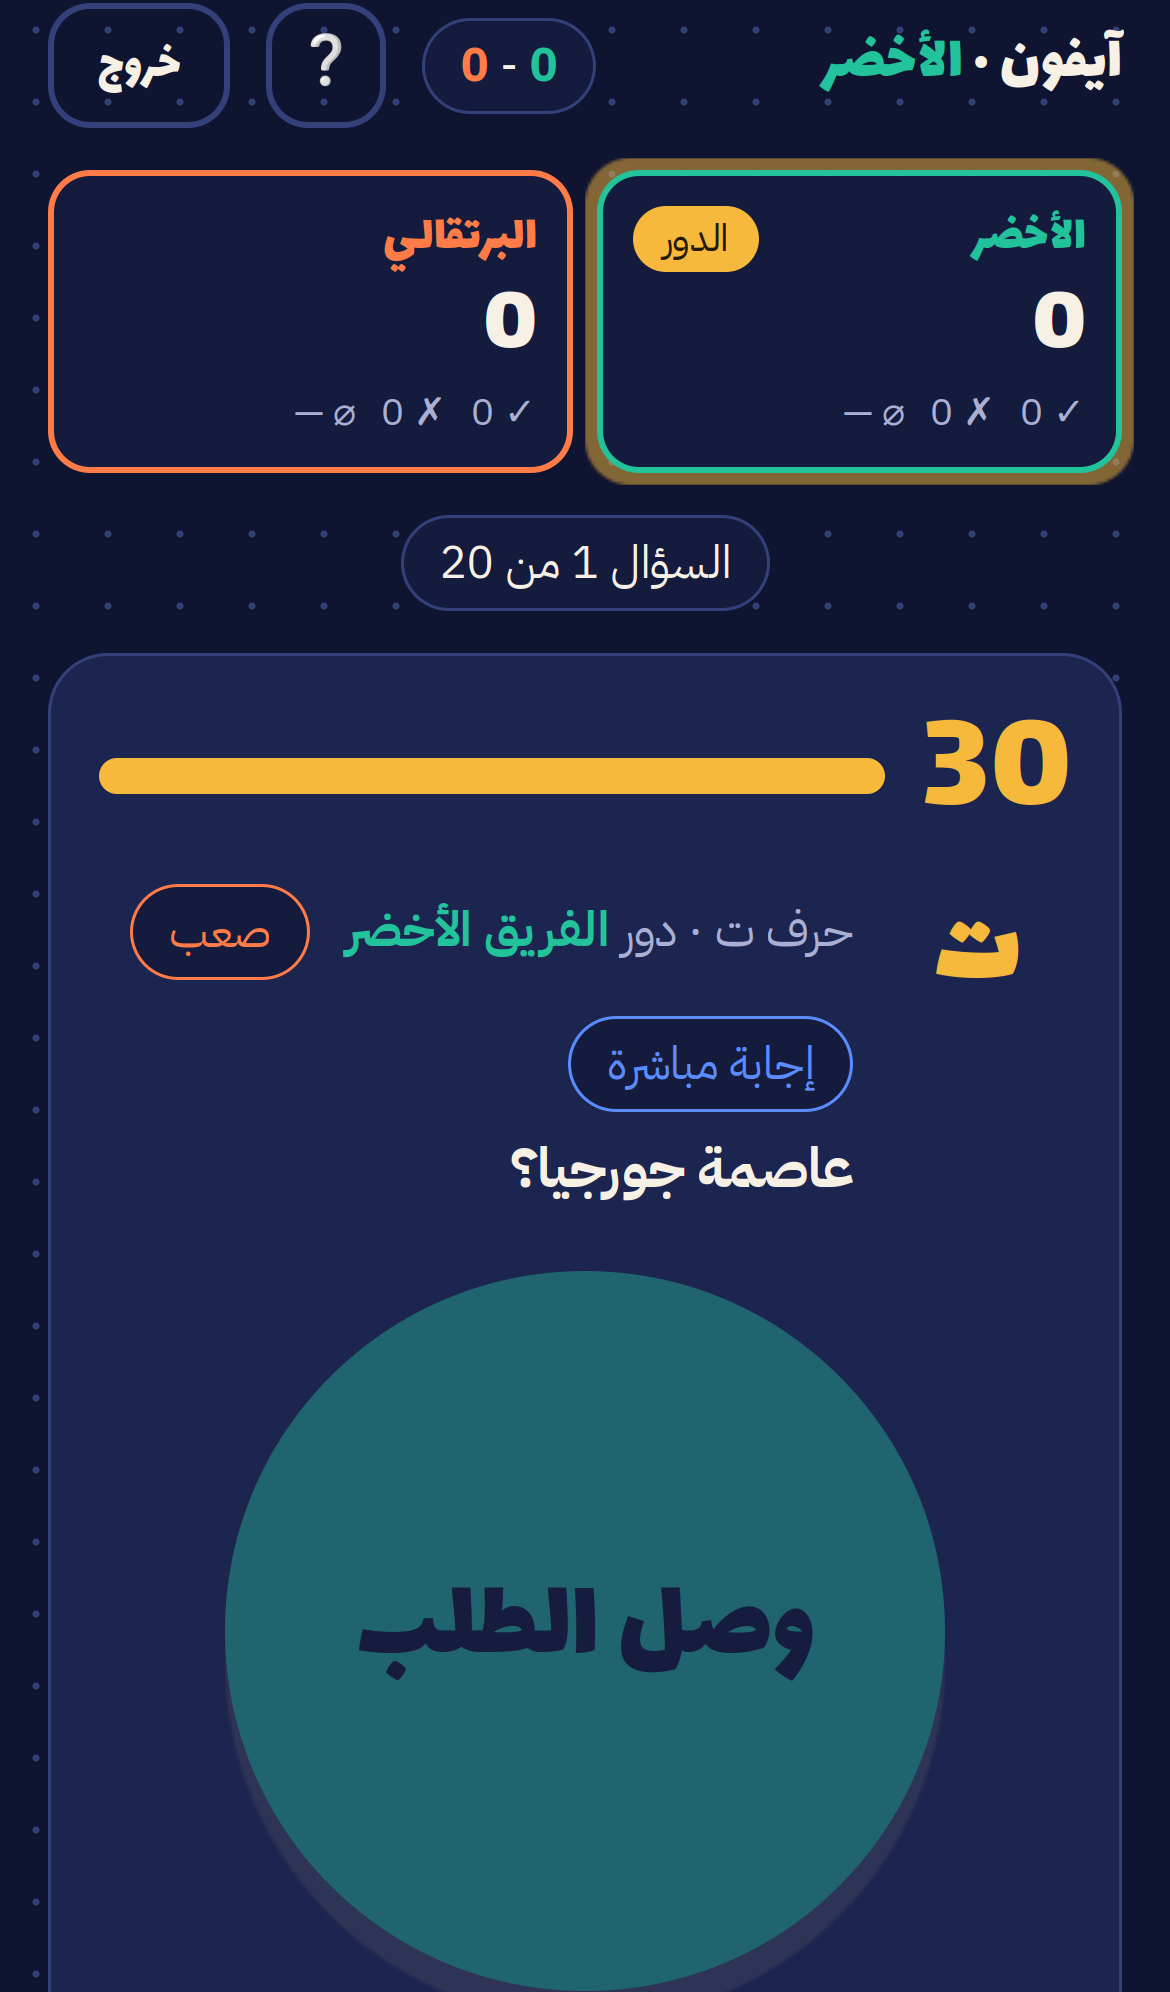 آيفون · الأخضر
0 - 0
?
خروج
الأخضر
الدور
0
✓ 0 ✗ 0 ⌀ —
البرتقالي
0
✓ 0 ✗ 0 ⌀ —
السؤال 1 من 20
30
ت
حرف ت · دور الفريق الأخضر
صعب
إجابة مباشرة
عاصمة جورجيا؟
وصل الطلب